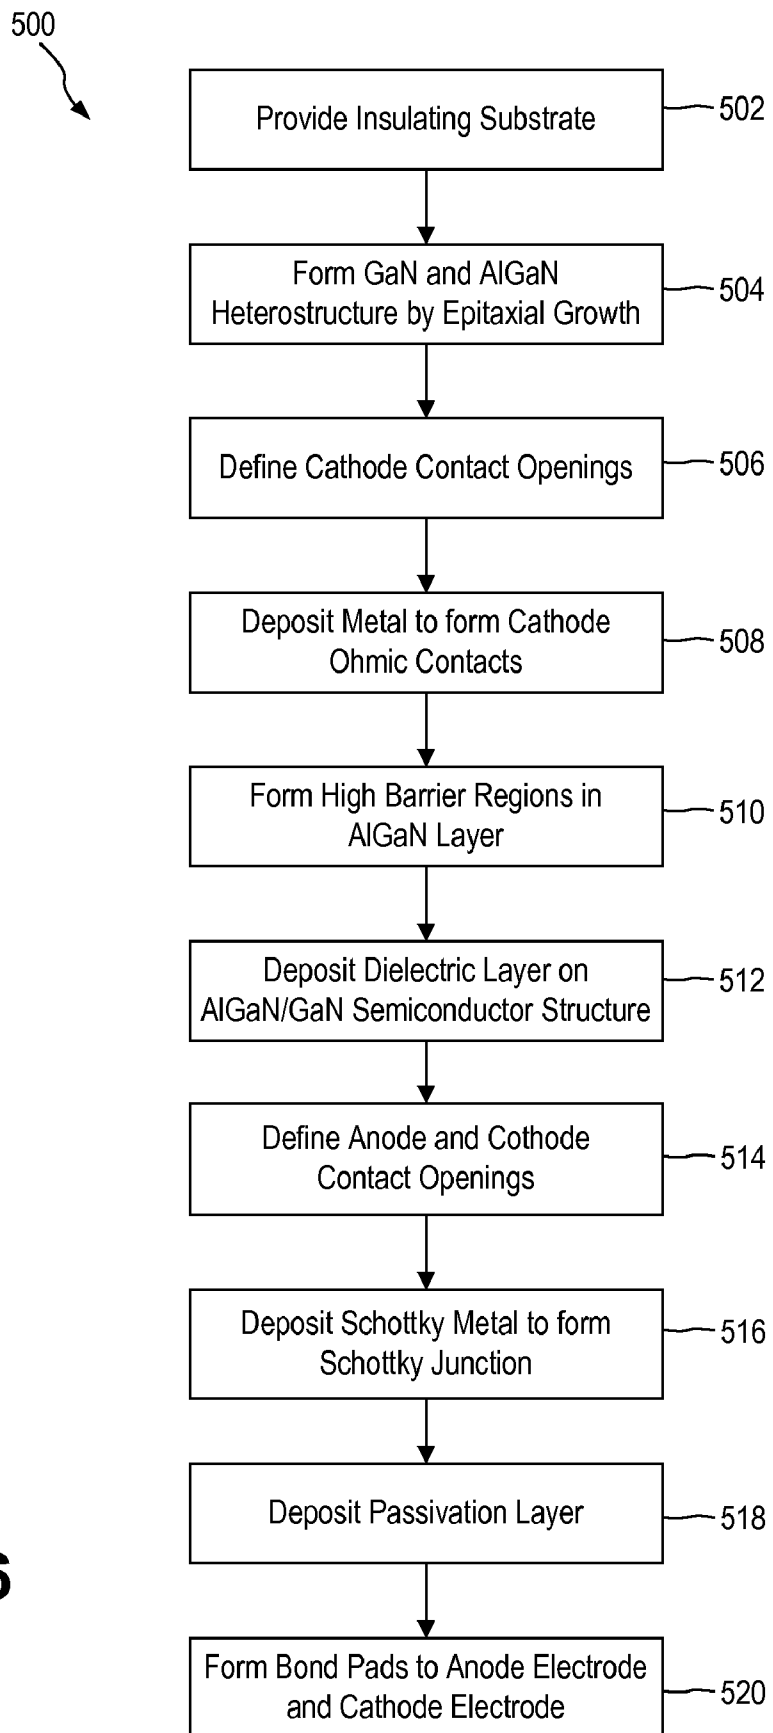 500
Provide Insulating Substrate
502
Form GaN and AlGaN
Heterostructure by Epitaxial Growth
504
Define Cathode Contact Openings
506
Deposit Metal to form Cathode
Ohmic Contacts
508
Form High Barrier Regions in
AlGaN Layer
510
Deposit Dielectric Layer on
AlGaN/GaN Semiconductor Structure
512
Define Anode and Cothode
Contact Openings
514
Deposit Schottky Metal to form
Schottky Junction
516
Deposit Passivation Layer
518
Form Bond Pads to Anode Electrode
and Cathode Electrode
520